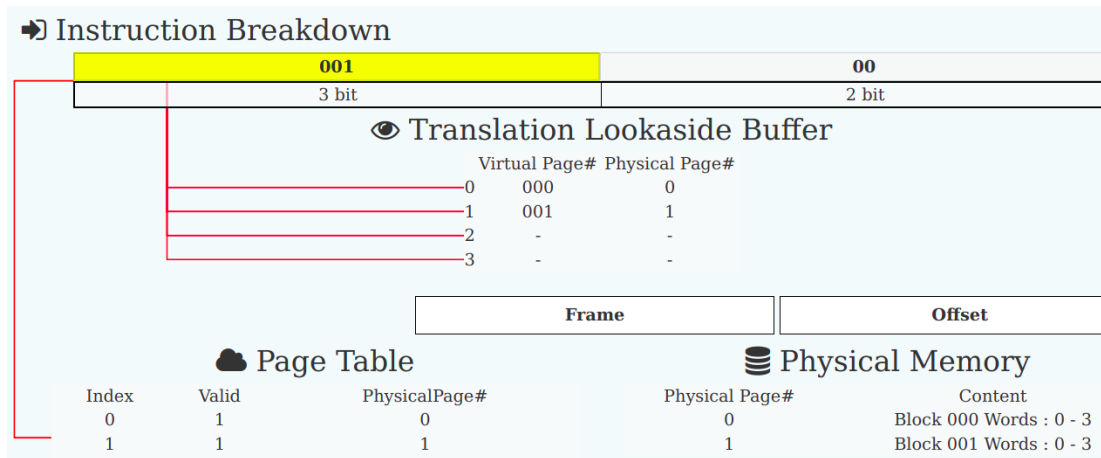 Instruction Breakdown
001 00
3 bit 2 bit
Translation Lookaside Buffer
Virtual Page# Physical Page#
0 000 0
1 001 1
2 - -
3 - -
Frame Offset
Page Table Physical Memory
Index Valid PhysicalPage# Physical Page# Content
0 1 0 0 Block 000 Words : 0 - 3
1 1 1 1 Block 001 Words : 0 - 3